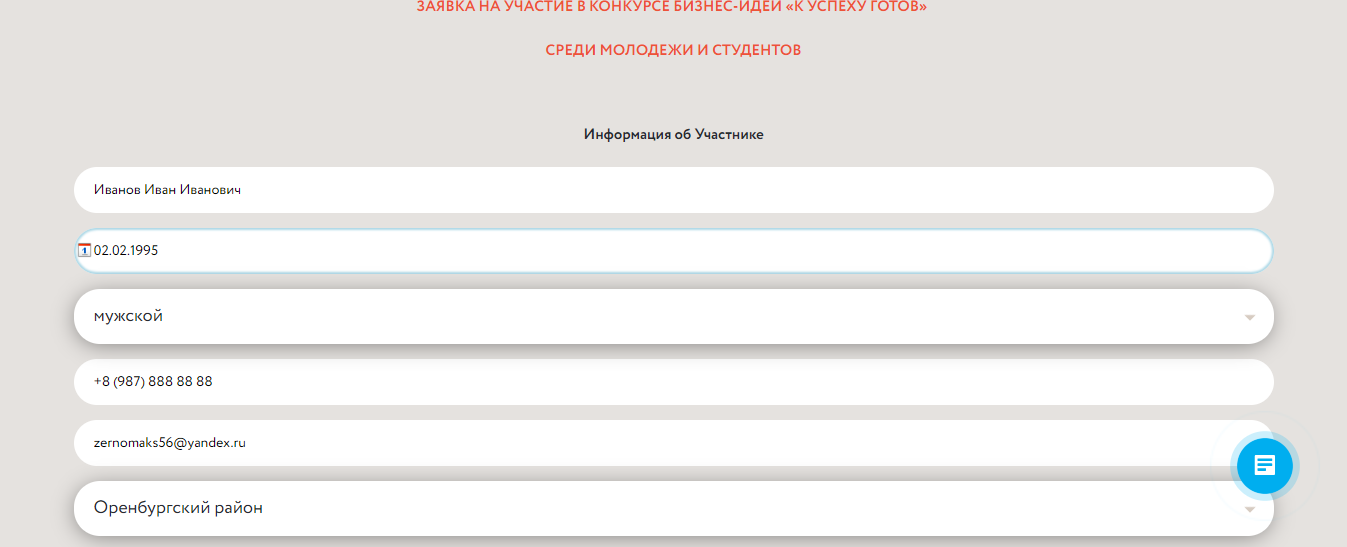 ЗАЯВКА НА УЧАСТИЕ В КОНКУРСЕ БИЗНЕС-ИДЕЙ «К УСПЕХУ ГОТОВ»
СРЕДИ МОЛОДЕЖИ И СТУДЕНТОВ
Информация об Участнике
Иванов Иван Иванович
02.02.1995
мужской
+8 (987) 888 88 88
zernomaks56@yandex.ru
Оренбургский район